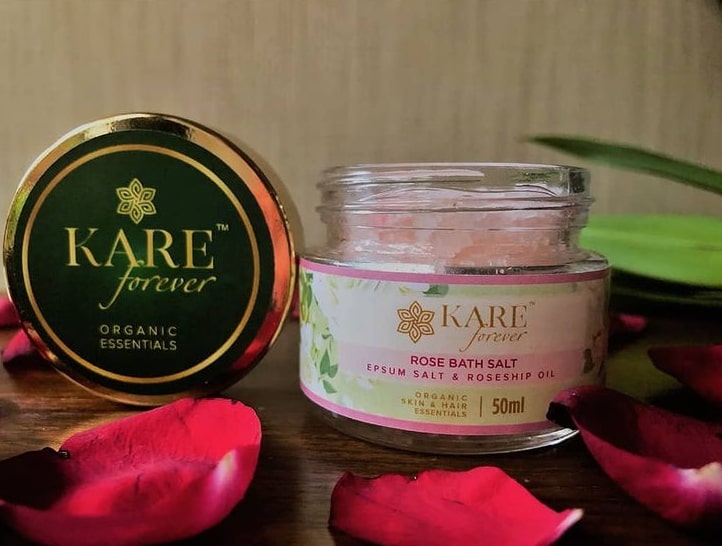 KARE™
forever
ORGANIC
ESSENTIALS
KARE™
forever
ROSE BATH SALT
EPSUM SALT & ROSESHIP OIL
ORGANIC
SKIN & HAIR
ESSENTIALS
50ml